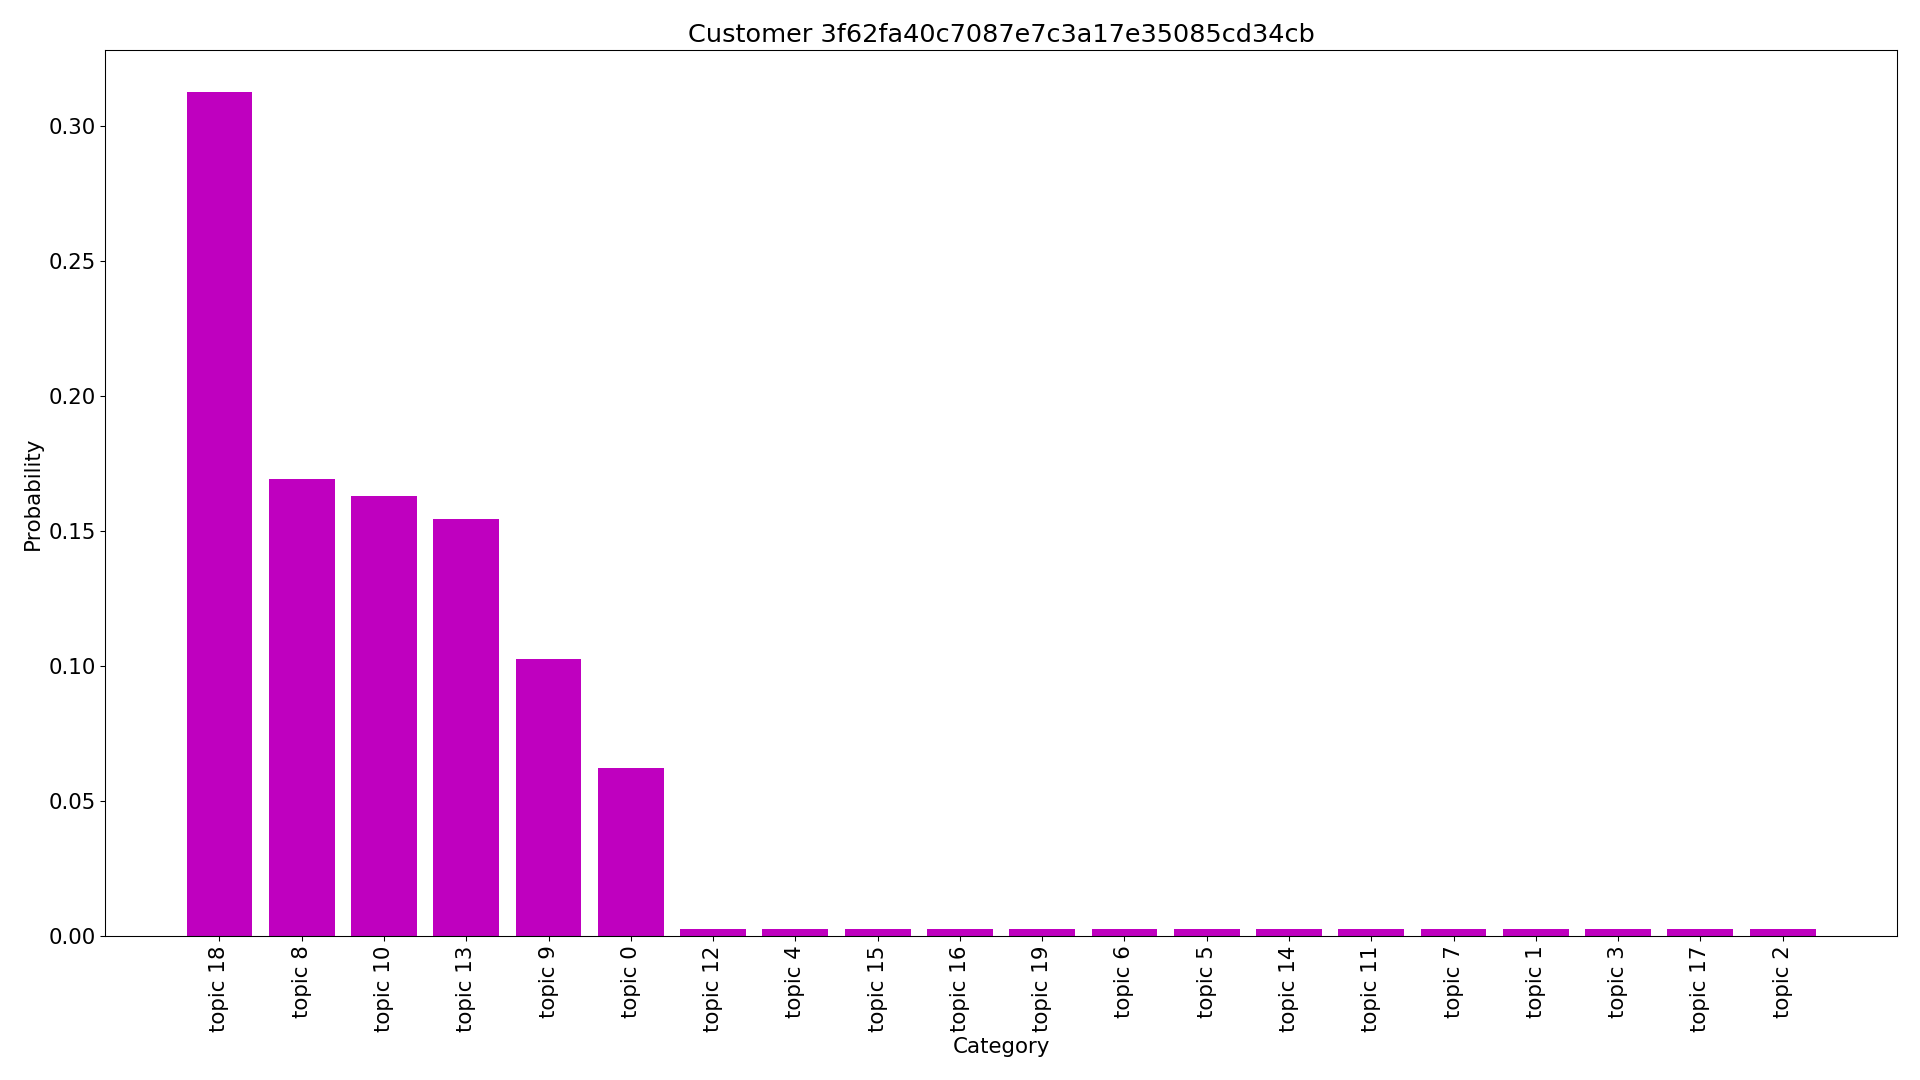 Customer 3f62fa40c7087e7c3a17e35085cd34cb
Probability
0.30
0.25
0.20
0.15
0.10
0.05
0.00
topic 18
topic 8
topic 10
topic 13
topic 9
topic 0
topic 12
topic 4
topic 15
topic 16
topic 19
topic 6
topic 5
topic 14
topic 11
topic 7
topic 1
topic 3
topic 17
topic 2
Category